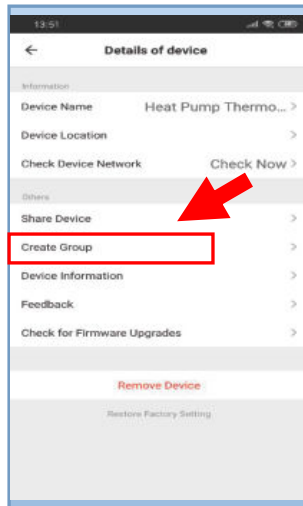 13:51
Details of device
Information
Device Name Heat Pump Thermo...
Device Location
Check Device Network Check Now
Others
Share Device
Create Group
Device Information
Feedback
Check for Firmware Upgrades
Remove Device
Restore Factory Setting